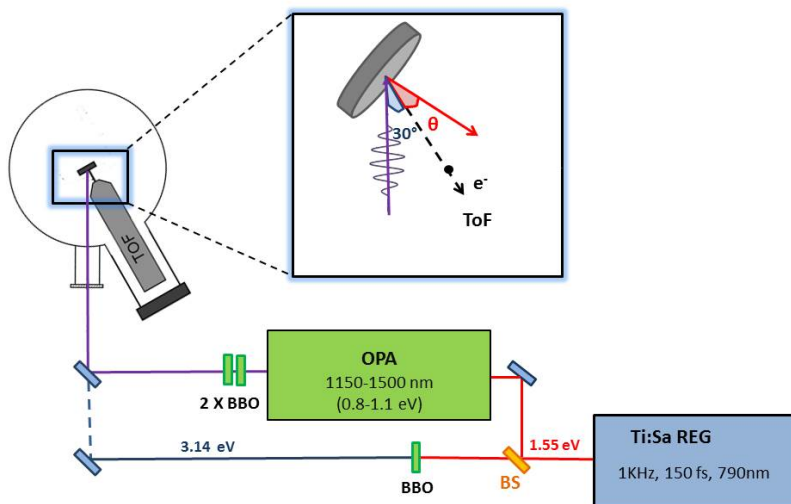 30°
θ
e-
ToF
TOF
OPA
1150-1500 nm
(0.8-1.1 eV)
2 X BBO
Ti:Sa REG
1KHz, 150 fs, 790nm
3.14 eV
1.55 eV
BBO
BS